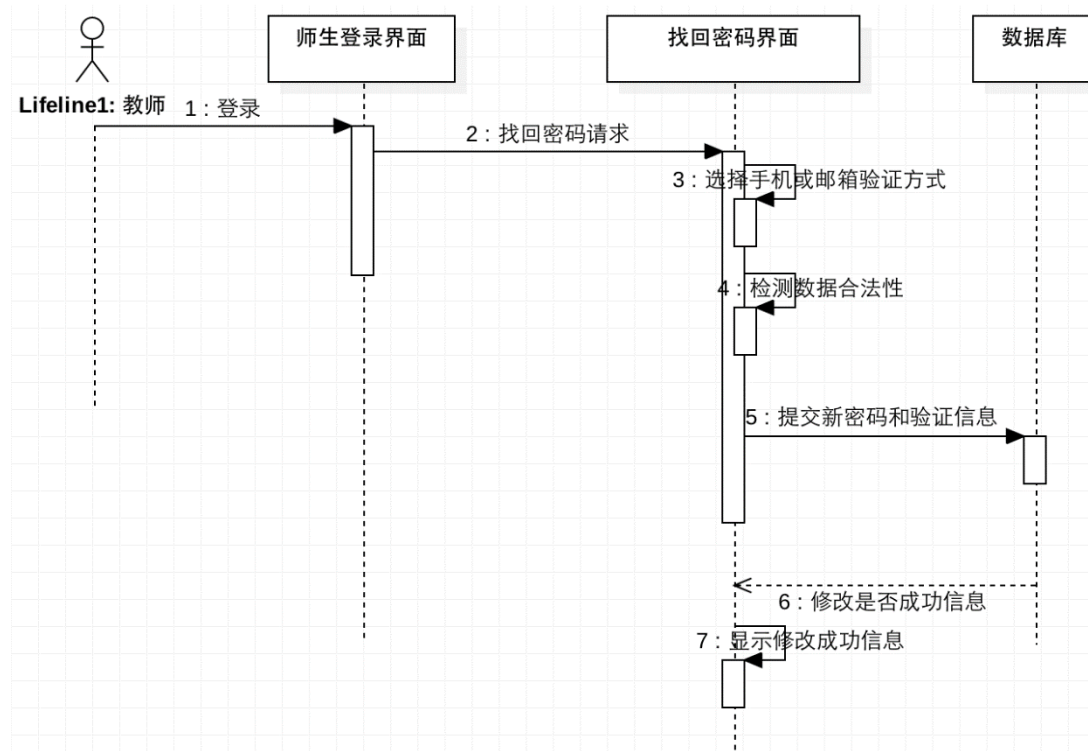 师生登录界面
找回密码界面
数据库
Lifeline1: 教师
1 : 登录
2 : 找回密码请求
3 : 选择手机或邮箱验证方式
4 : 检测数据合法性
5 : 提交新密码和验证信息
6 : 修改是否成功信息
7 : 显示修改成功信息